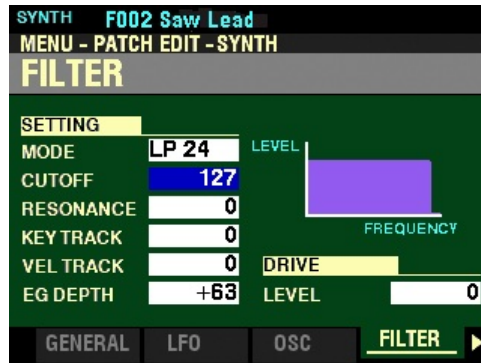 SYNTH F002 Saw Lead
MENU - PATCH EDIT - SYNTH
FILTER
SETTING
MODE LP 24
CUTOFF 127
RESONANCE 0
KEY TRACK 0
VEL TRACK 0
EG DEPTH +63
LEVEL
FREQUENCY
DRIVE
LEVEL 0
GENERAL LFO OSC FILTER